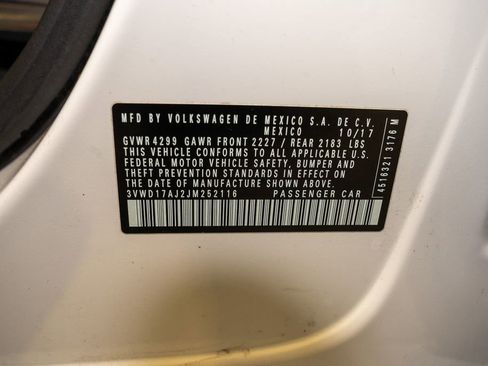 MFD BY VOLKSWAGEN DE MEXICO S.A. DE C.V.
MEXICO 10/17
GVWR 4299 GAWR FRONT 2227 / REAR 2183 LBS
THIS VEHICLE CONFORMS TO ALL APPLICABLE U.S.
FEDERAL MOTOR VEHICLE SAFETY, BUMPER AND
THEFT PREVENTION STANDARDS IN EFFECT ON
THE DATE OF MANUFACTURE SHOWN ABOVE.
3VWD17AJ2JM252116 PASSENGER CAR
4516321 3176 M